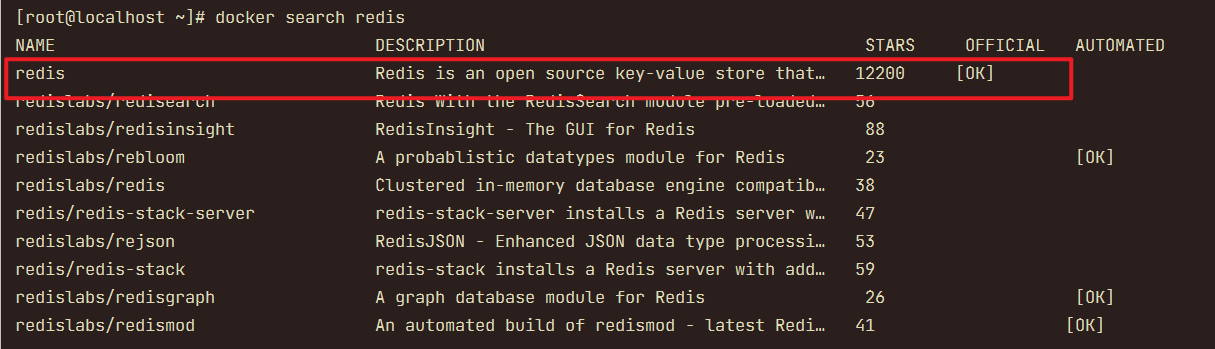 [root@localhost ~]# docker search redis
NAME DESCRIPTION STARS OFFICIAL AUTOMATED
redis Redis is an open source key-value store that… 12200 [OK]
redislabs/redisearch Redis With the RedisSearch module pre-loaded… 56
redislabs/redisinsight RedisInsight - The GUI for Redis 88
redislabs/rebloom A probablistic datatypes module for Redis 23 [OK]
redislabs/redis Clustered in-memory database engine compatib… 38
redis/redis-stack-server redis-stack-server installs a Redis server w… 47
redislabs/rejson RedisJSON - Enhanced JSON data type processi… 53
redis/redis-stack redis-stack installs a Redis server with add… 59
redislabs/redisgraph A graph database module for Redis 26 [OK]
redislabs/redismod An automated build of redismod - latest Redi… 41 [OK]